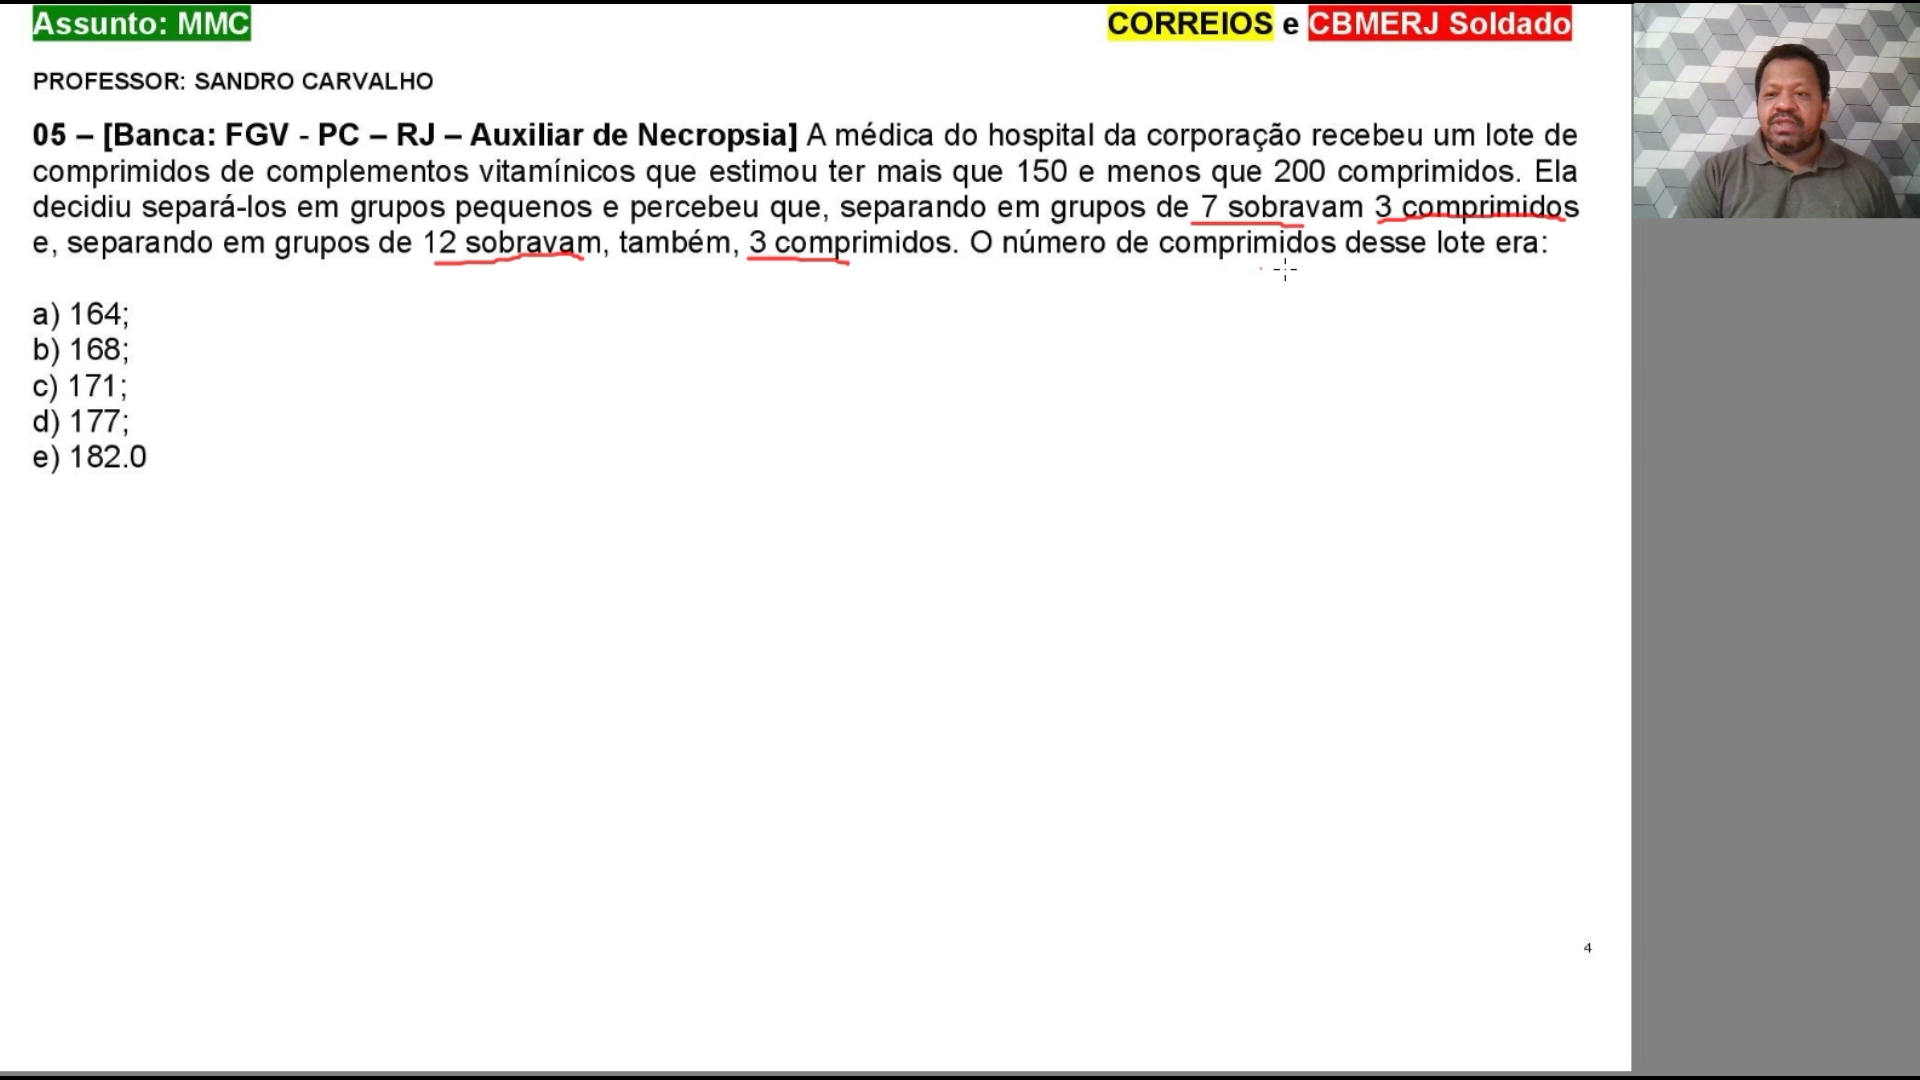 Assunto: MMC CORREIOS e CBMERJ Soldado
PROFESSOR: SANDRO CARVALHO
05 – [Banca: FGV - PC – RJ – Auxiliar de Necropsia] A médica do hospital da corporação recebeu um lote de
comprimidos de complementos vitamínicos que estimou ter mais que 150 e menos que 200 comprimidos. Ela
decidiu separá-los em grupos pequenos e percebeu que, separando em grupos de 7 sobravam 3 comprimidos
e, separando em grupos de 12 sobravam, também, 3 comprimidos. O número de comprimidos desse lote era:
a) 164;
b) 168;
c) 171;
d) 177;
e) 182.0
4